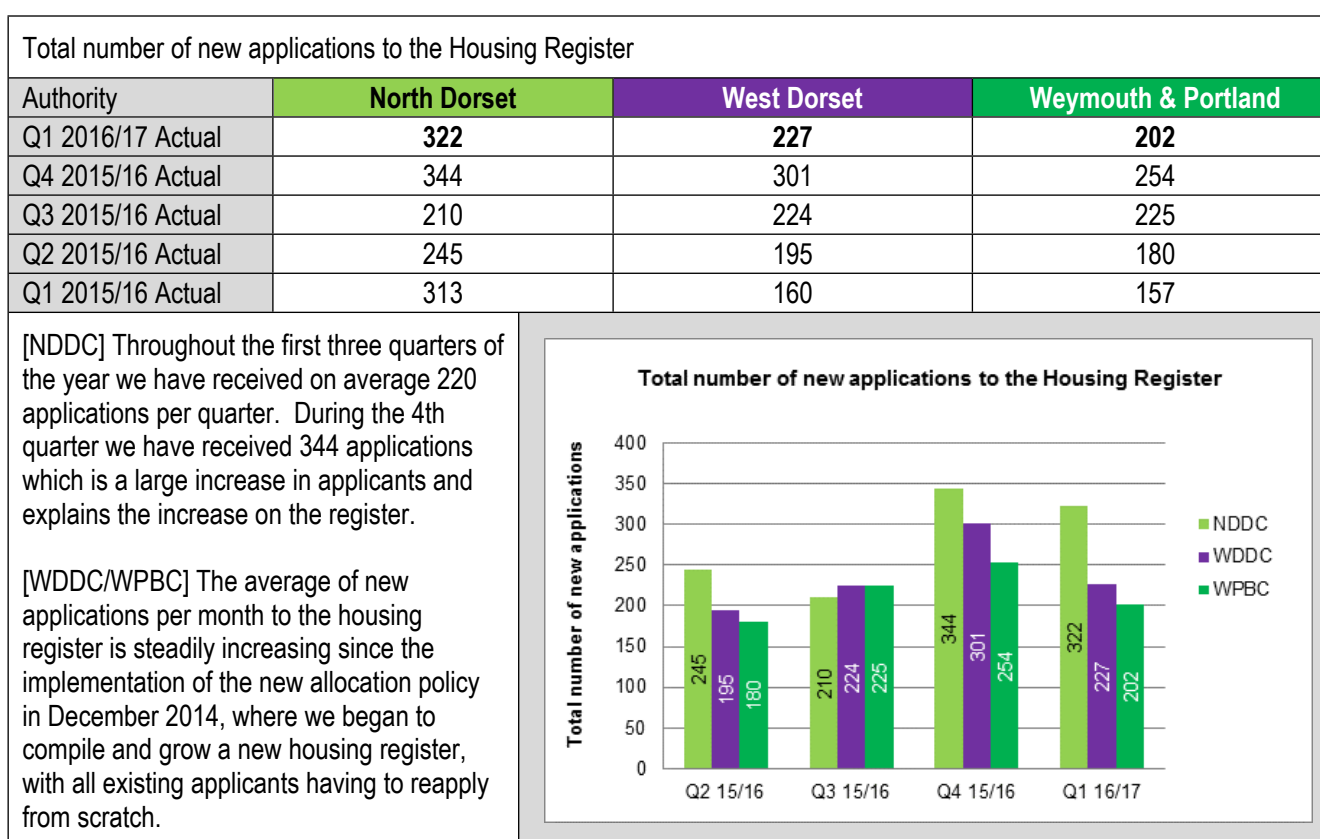 Total number of new applications to the Housing Register
Authority North Dorset West Dorset Weymouth & Portland
Q1 2016/17 Actual 322 227 202
Q4 2015/16 Actual 344 301 254
Q3 2015/16 Actual 210 224 225
Q2 2015/16 Actual 245 195 180
Q1 2015/16 Actual 313 160 157
[NDDC] Throughout the first three quarters of
the year we have received on average 220
applications per quarter. During the 4th
quarter we have received 344 applications
which is a large increase in applicants and
explains the increase on the register.
[WDDC/WPBC] The average of new
applications per month to the housing
register is steadily increasing since the
implementation of the new allocation policy
in December 2014, where we began to
compile and grow a new housing register,
with all existing applicants having to reapply
from scratch.
Total number of new applications to the Housing Register
Total number of new applications
400
350
300
250
200
150
100
50
0
245 195 180 210 224 225 344 301 254 322 227 202
Q2 15/16 Q3 15/16 Q4 15/16 Q1 16/17
NDDC
WDDC
WPBC